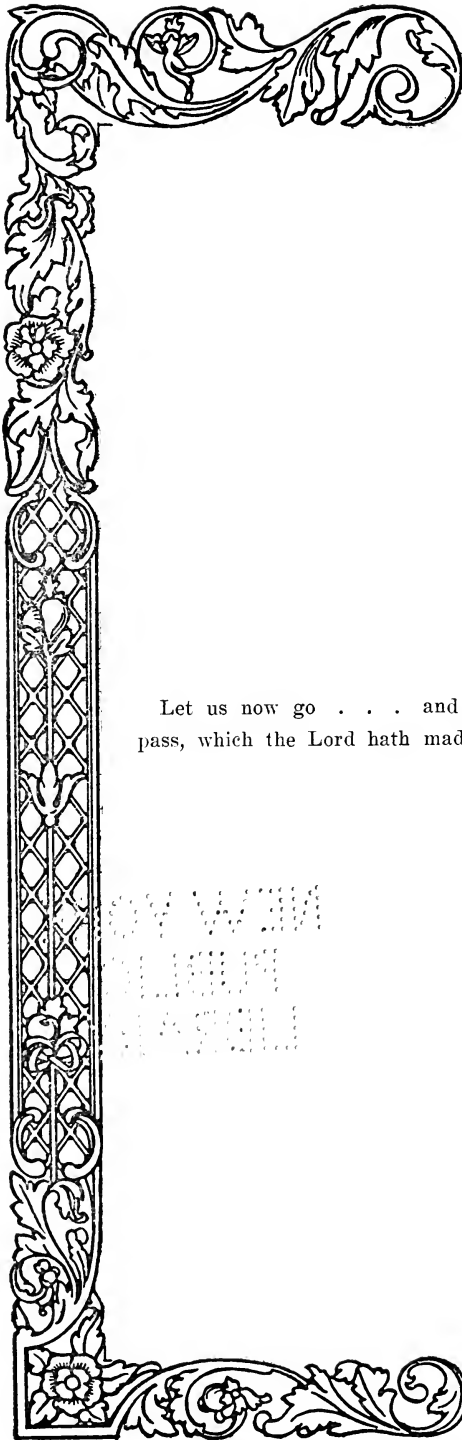 Let us now go . . . and
pass, which the Lord hath mad